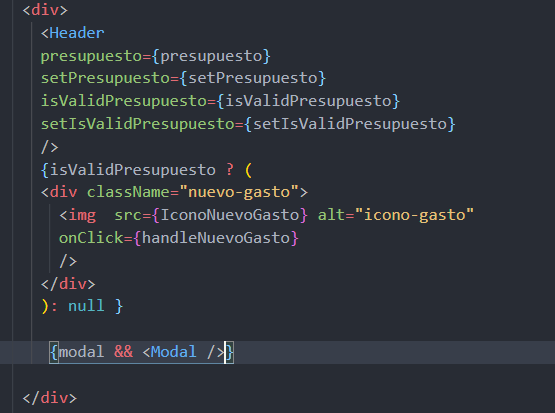 <div>
<Header
presupuesto={presupuesto}
setPresupuesto={setPresupuesto}
isValidPresupuesto={isValidPresupuesto}
setIsValidPresupuesto={setIsValidPresupuesto}
/>
{isValidPresupuesto ? (
<div className="nuevo-gasto">
<img  src={IconoNuevoGasto} alt="icono-gasto"
onClick={handleNuevoGasto}
/>
</div>
): null }
{modal && <Modal />}
</div>